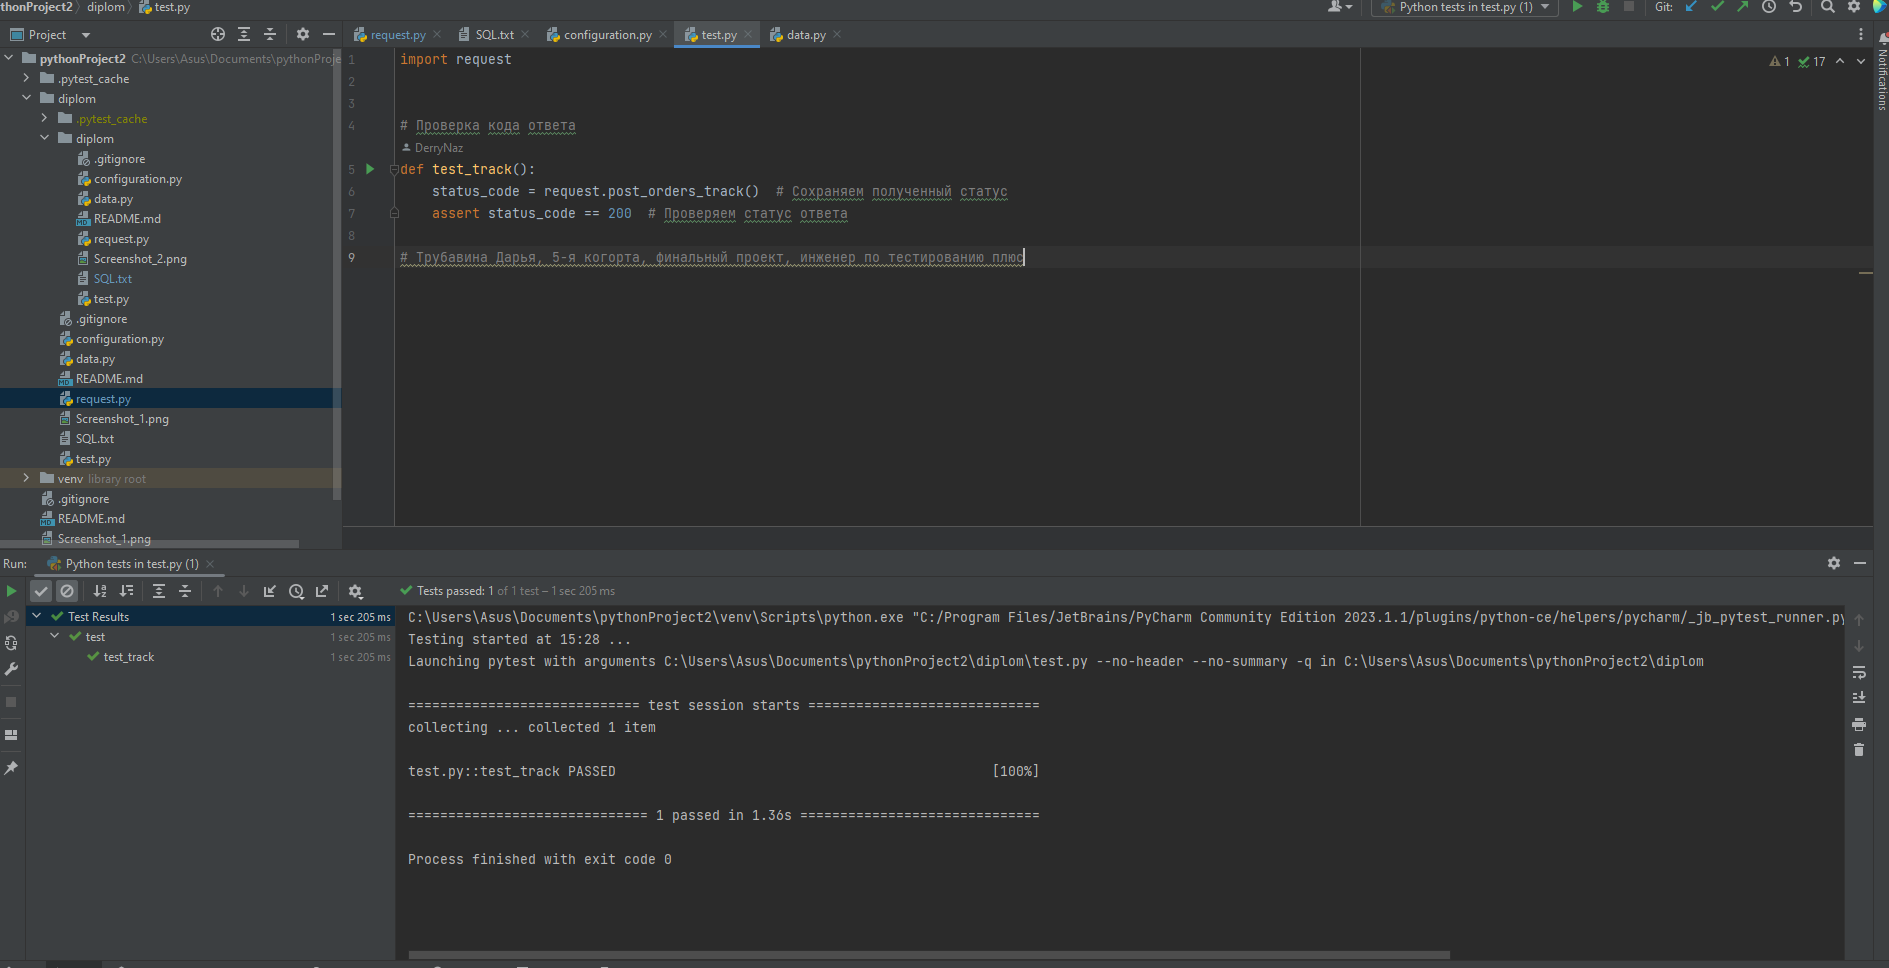 thonProject2 diplom test.py
Python tests in test.py (1) Git:
Project
request.py SQL.txt configuration.py test.py data.py
Notifications
pythonProject2 C:\Users\Asus\Documents\pythonProje
.pytest_cache
diplom
.pytest_cache
diplom
.gitignore
configuration.py
data.py
README.md
request.py
Screenshot_2.png
SQL.txt
test.py
.gitignore
configuration.py
data.py
README.md
request.py
Screenshot_1.png
SQL.txt
test.py
venv library root
.gitignore
README.md
Screenshot_1.png
1 17
1 import request
2
3
4 # Проверка кода ответа
DerryNaz
5 def test_track():
6 status_code = request.post_orders_track() # Сохраняем полученный статус
7 assert status_code == 200 # Проверяем статус ответа
8
9 # Трубавина Дарья, 5-я когорта, финальный проект, инженер по тестированию плюс
Run: Python tests in test.py (1)
Tests passed: 1 of 1 test – 1 sec 205 ms
Test Results 1 sec 205 ms
test 1 sec 205 ms
test_track 1 sec 205 ms
C:\Users\Asus\Documents\pythonProject2\venv\Scripts\python.exe "C:/Program Files/JetBrains/PyCharm Community Edition 2023.1.1/plugins/python-ce/helpers/pycharm/_jb_pytest_runner.py
Testing started at 15:28 ...
Launching pytest with arguments C:\Users\Asus\Documents\pythonProject2\diplom\test.py --no-header --no-summary -q in C:\Users\Asus\Documents\pythonProject2\diplom
============================= test session starts =============================
collecting ... collected 1 item
test.py::test_track PASSED [100%]
============================== 1 passed in 1.36s ==============================
Process finished with exit code 0